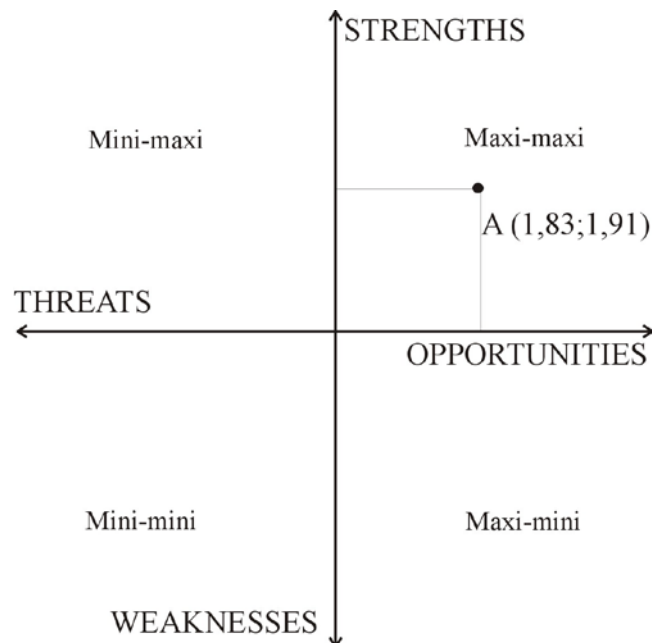 STRENGTHS
Mini-maxi
Maxi-maxi
A (1,83;1,91)
THREATS
OPPORTUNITIES
Mini-mini
Maxi-mini
WEAKNESSES